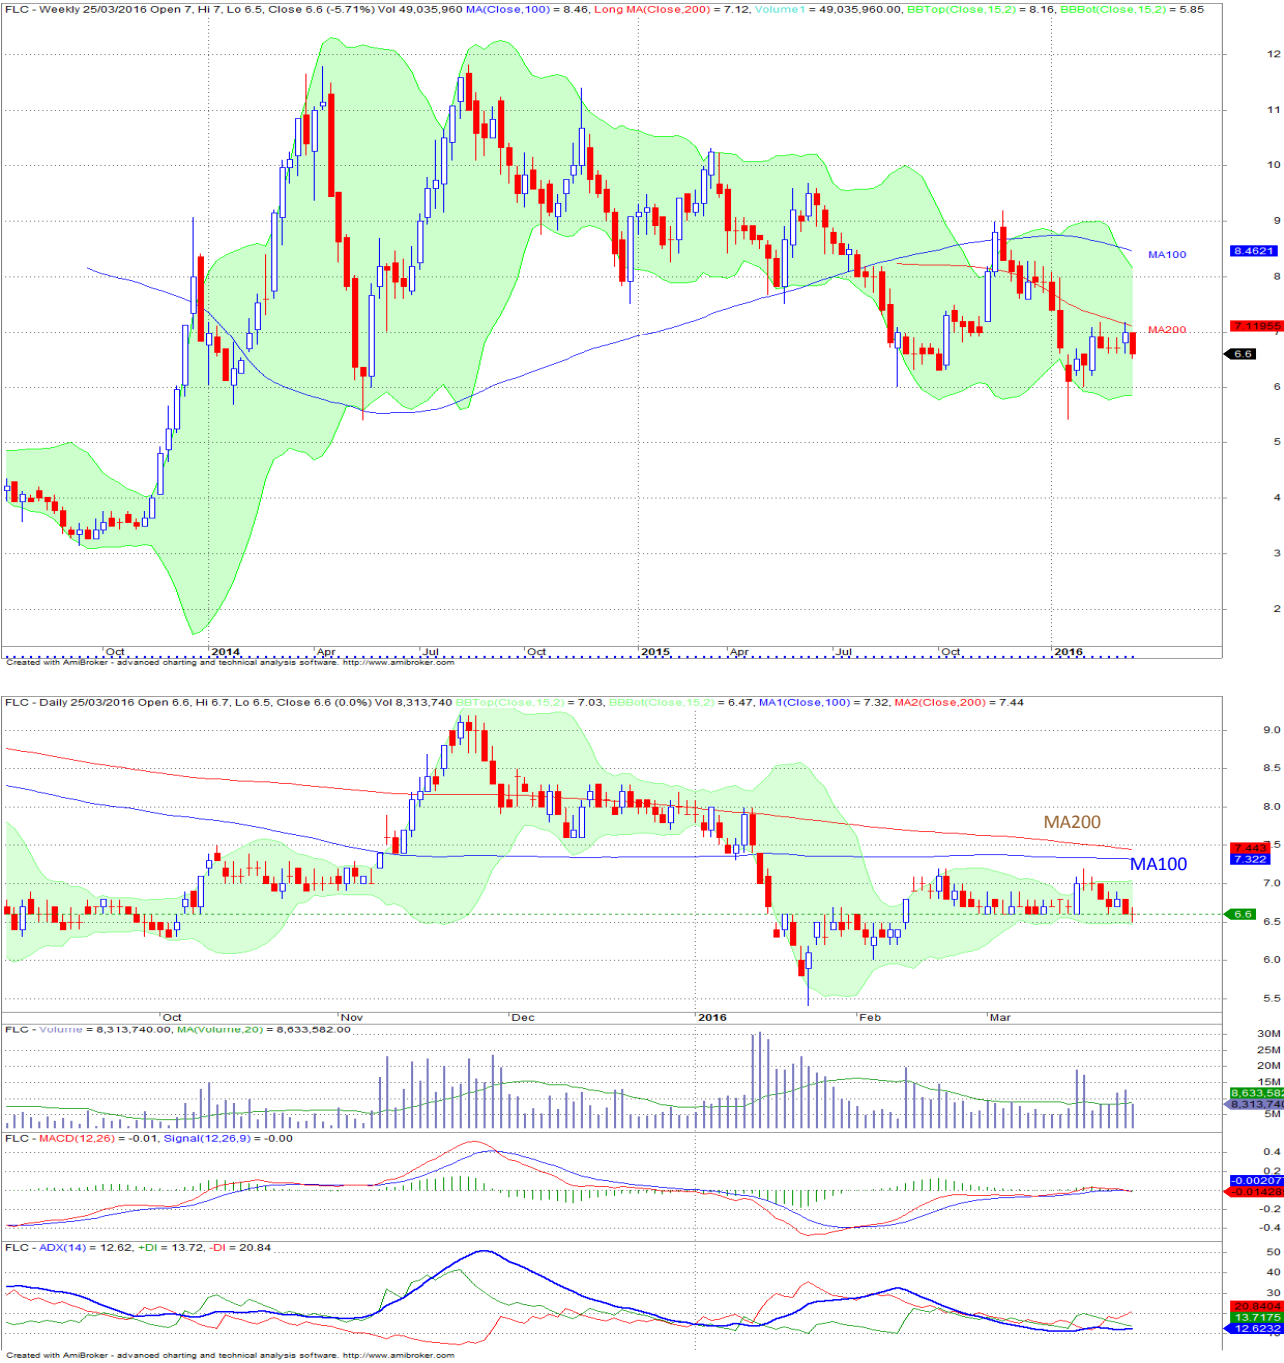 FLC - Weekly 25/03/2016 Open 7, Hi 7, Lo 6.5, Close 6.6 (-5.71%) Vol 49,035,960 MA(Close,100) = 8.46, Long MA(Close,200) = 7.12, Volume1 = 49,035,960.00, BBTop(Close,15,2) = 8.16, BBBot(Close,15,2) = 5.85
12
11
10
9
MA100
8.4621
8
7.11955
MA200
7
6.6
6
5
4
3
2
Oct 2014 Apr Jul Oct 2015 Apr Jul Oct 2016
Created with AmiBroker - advanced charting and technical analysis software. http://www.amibroker.com
FLC - Daily 25/03/2016 Open 6.6, Hi 6.7, Lo 6.5, Close 6.6 (0.0%) Vol 8,313,740 BBTop(Close,15,2) = 7.03, BBBot(Close,15,2) = 6.47, MA1(Close,100) = 7.32, MA2(Close,200) = 7.44
9.0
8.5
8.0
MA200
7.5
7.443
7.322
MA100
7.0
6.6
6.5
6.0
5.5
Oct Nov Dec 2016 Feb Mar
FLC - Volume = 8,313,740.00, MA(Volume,20) = 8,633,582.00
30M
25M
20M
15M
8,633,582
8,313,740
5M
FLC - MACD(12,26) = -0.01, Signal(12,26,9) = -0.00
0.4
0.2
-0.00207
-0.01428
-0.2
-0.4
FLC - ADX(14) = 12.62, +DI = 13.72, -DI = 20.84
50
40
30
20.8404
13.7175
12.6232
Created with AmiBroker - advanced charting and technical analysis software. http://www.amibroker.com